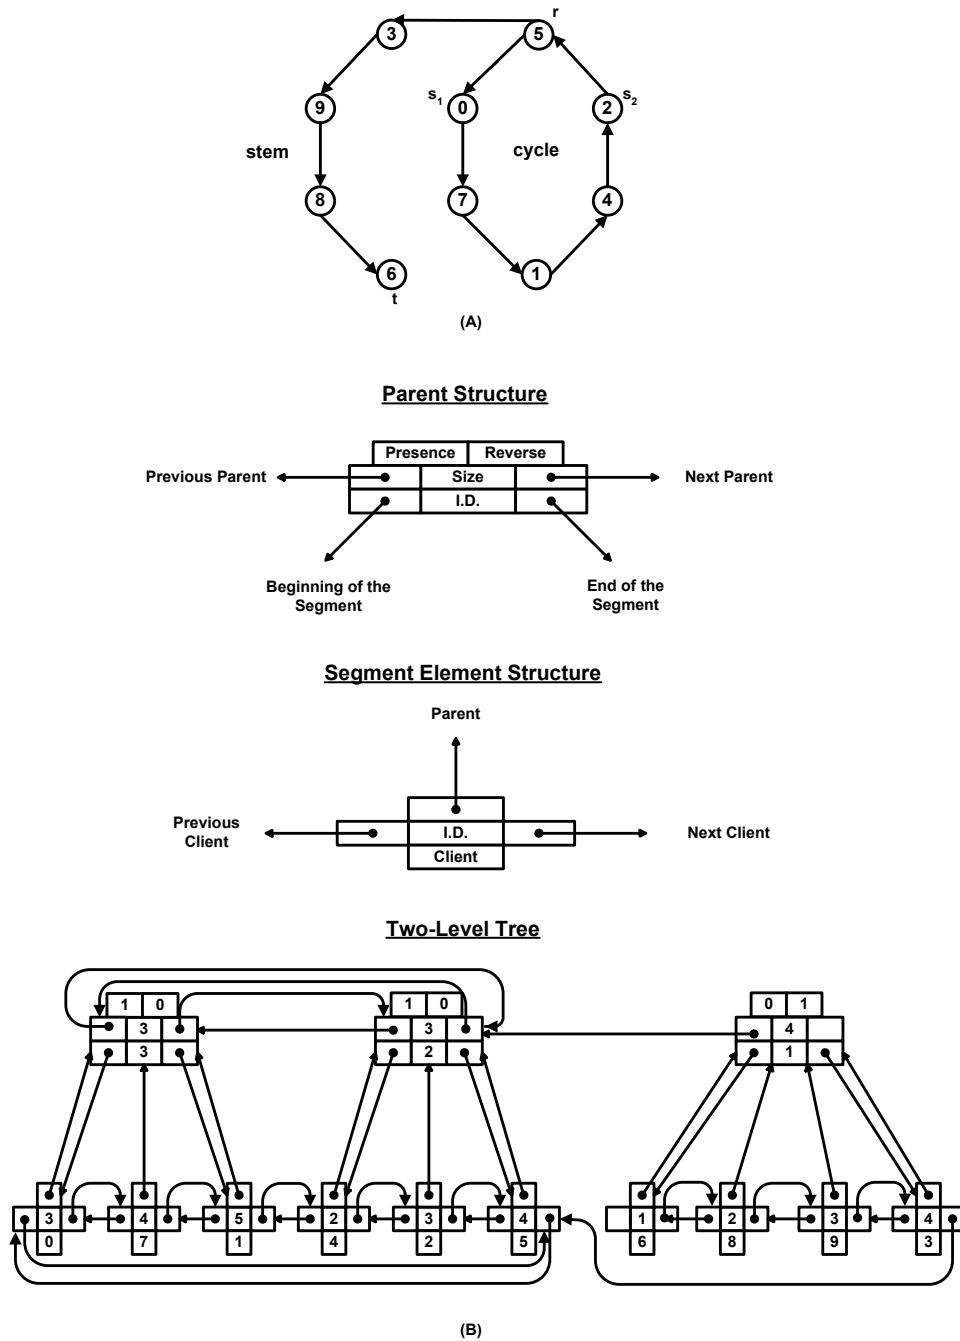 3 5 r
9 s1 0 2 s2
stem cycle
8 7 4
6 1
t
(A)
Parent Structure
Presence Reverse
Previous Parent Size Next Parent
I.D.
Beginning of the End of the
Segment Segment
Segment Element Structure
Parent
Previous
Client
I.D. Next Client
Client
Two-Level Tree
1 0 1 0 0 1
3 3 4
3 2 1
3 4 5 2 3 4 1 2 3 4
0 7 1 4 2 5 6 8 9 3
(B)